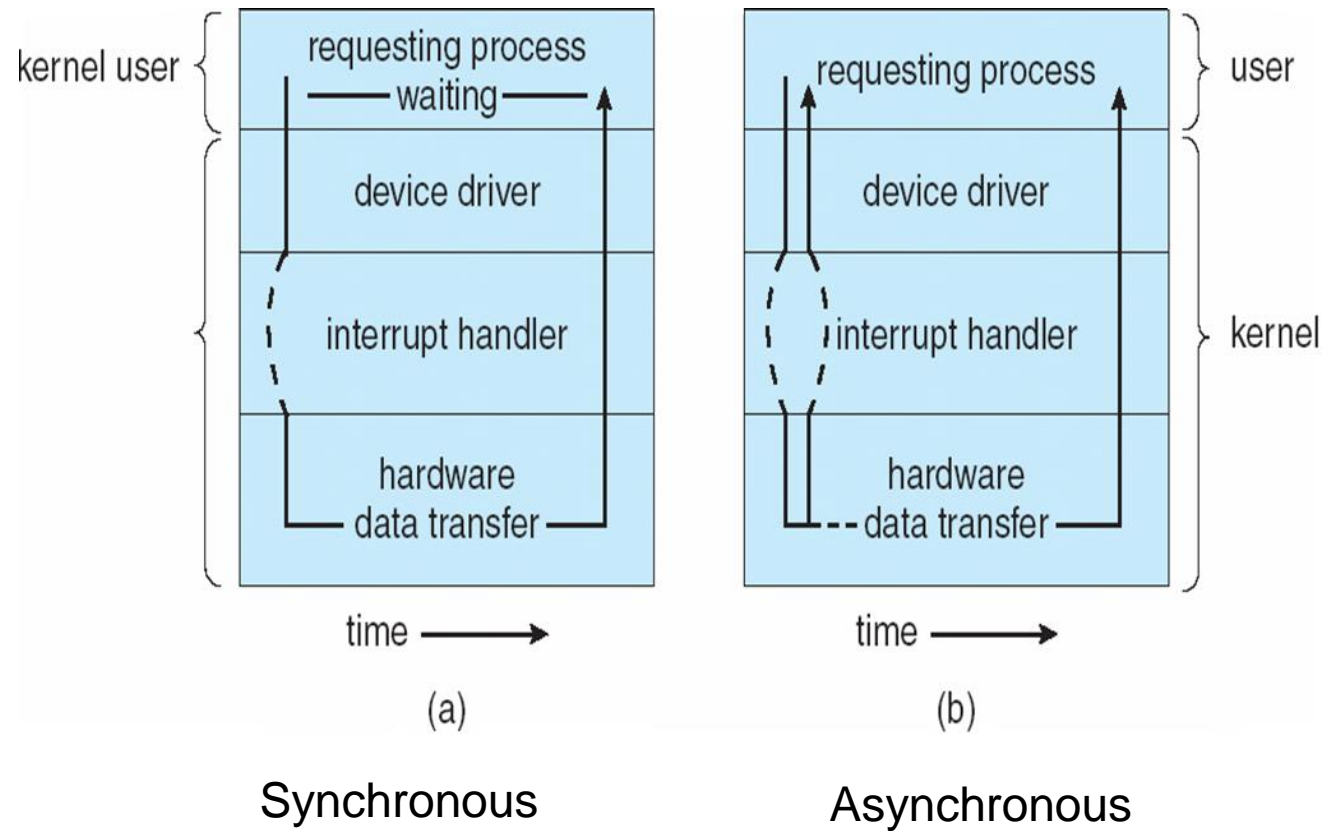 kernel user
requesting process
waiting
device driver
interrupt handler
hardware
data transfer
time
(a)
Synchronous
requesting process
user
device driver
interrupt handler
kernel
hardware
data transfer
time
(b)
Asynchronous